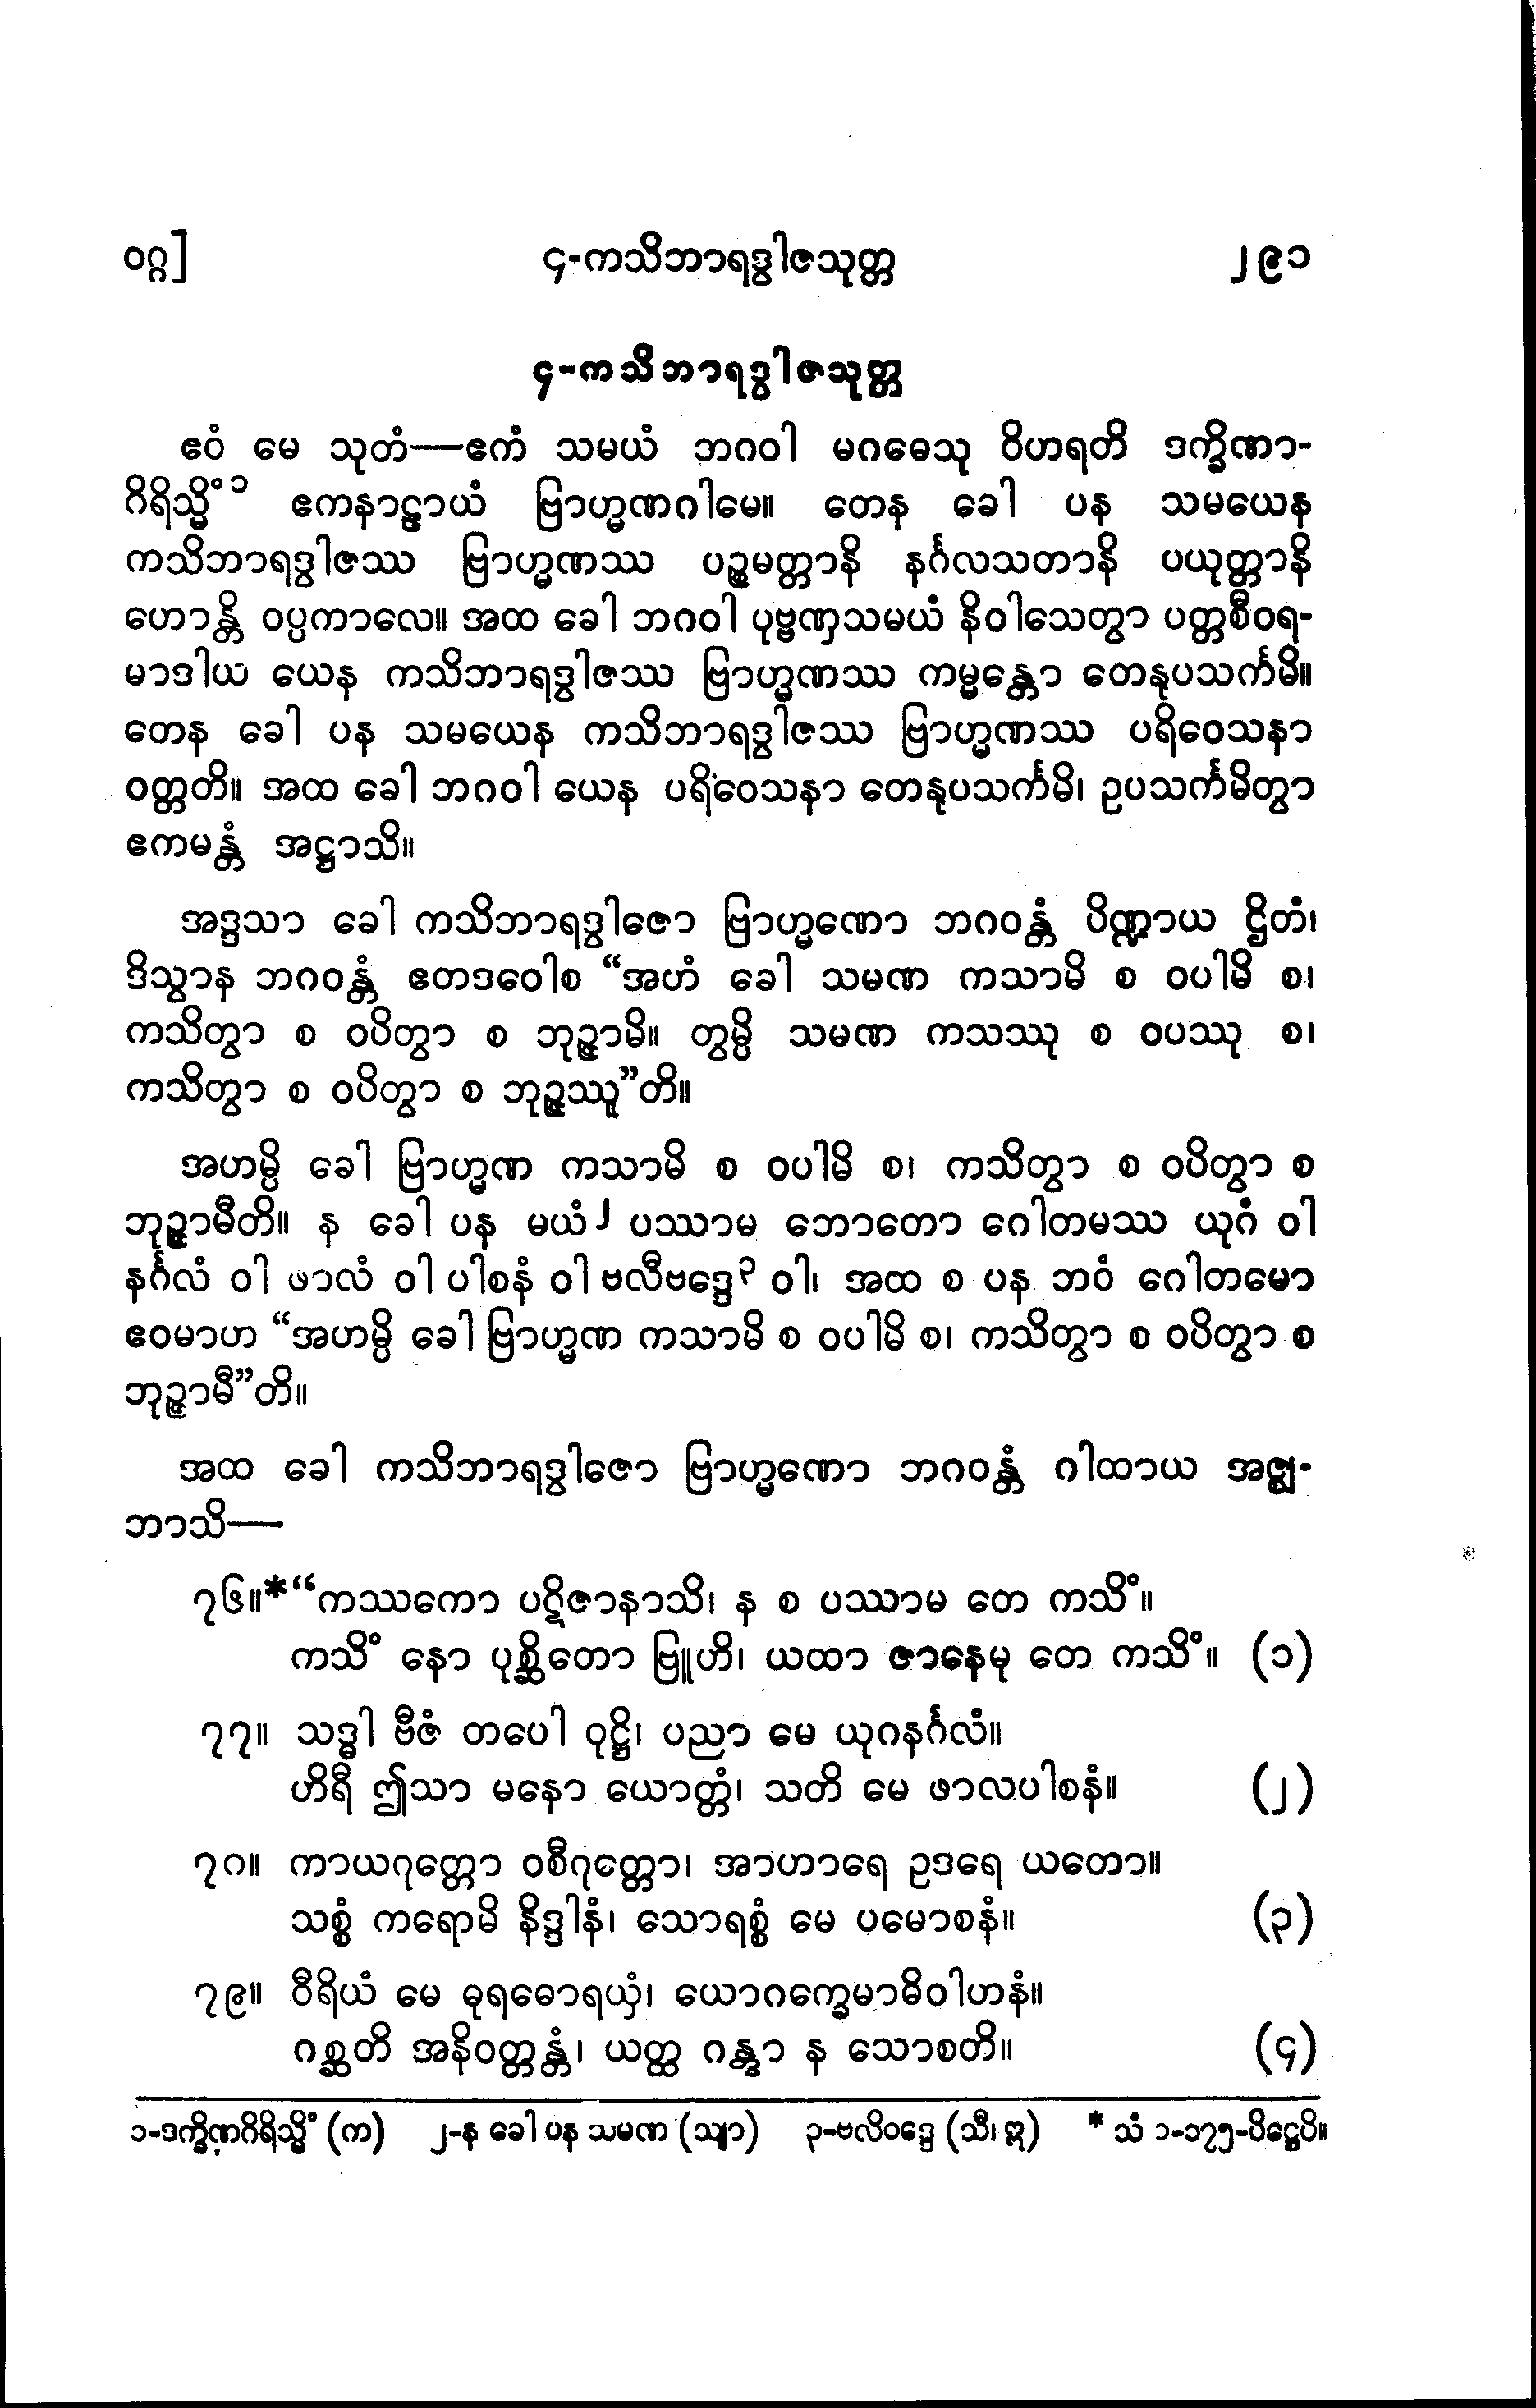 ဝဂ္ဂ]
၄-ကသိဘာရဒွါဇသုတ္တ
၂၉၁
၄-ကသိဘာရဒွါဇသုတ္တ
ဧဝံ မေ သုတံ—ဧကံ သမယံ ဘဂဝါ မဂဓေသု ဝိဟရတိ ဒက္ခိဏာ-
ဂိရိသ္မိံ ၁ ဧကနာဠာယံ ဗြာဟ္မဏဂါမေ။ တေန ခေါ ပန သမယေန
ကသိဘာရဒွါဇဿ ဗြာဟ္မဏဿ ပဉ္စမတ္တာနိ နင်္ဂလသတာနိ ပယုတ္တာနိ
ဟောန္တိ ဝပ္ပကာလေ။ အထ ခေါ ဘဂဝါ ပုဗ္ဗဏှသမယံ နိဝါသေတွာ ပတ္တစီဝရ-
မာဒါယ ယေန ကသိဘာရဒွါဇဿ ဗြာဟ္မဏဿ ကမ္မန္တော တေနုပသင်္ကမိ။
တေန ခေါ ပန သမယေန ကသိဘာရဒွါဇဿ ဗြာဟ္မဏဿ ပရိဝေသနာ
ဝတ္တတိ။ အထ ခေါ ဘဂဝါ ယေန ပရိဝေသနာ တေနုပသင်္ကမိ၊ ဥပသင်္ကမိတွာ
ဧကမန္တံ အဋ္ဌာသိ။
အဒ္ဒသာ ခေါ ကသိဘာရဒွါဇော ဗြာဟ္မဏော ဘဂဝန္တံ ပိဏ္ဍာယ ဌိတံ၊
ဒိသွာန ဘဂဝန္တံ ဧတဒဝေါစ “အဟံ ခေါ သမဏ ကသာမိ စ ဝပါမိ စ၊
ကသိတွာ စ ဝပိတွာ စ ဘုဉ္ဇာမိ။ တွမ္ပိ သမဏ ကသဿု စ ဝပဿု စ၊
ကသိတွာ စ ဝပိတွာ စ ဘုဉ္ဇဿူ”တိ။
အဟမ္ပိ ခေါ ဗြာဟ္မဏ ကသာမိ စ ဝပါမိ စ၊ ကသိတွာ စ ဝပိတွာ စ
ဘုဉ္ဇာမီတိ။ န ခေါ ပန မယံ၂ ပဿာမ ဘောတော ဂေါတမဿ ယုဂံ ဝါ
နင်္ဂလံ ဝါ ဖာလံ ဝါ ပါစနံ ဝါ ဗလီဗဒ္ဒေ၃ ဝါ၊ အထ စ ပန ဘဝံ ဂေါတမော
ဧဝမာဟ “အဟမ္ပိ ခေါ ဗြာဟ္မဏ ကသာမိ စ ဝပါမိ စ၊ ကသိတွာ စ ဝပိတွာ စ
ဘုဉ္ဇာမီ”တိ။
အထ ခေါ ကသိဘာရဒွါဇော ဗြာဟ္မဏော ဘဂဝန္တံ ဂါထာယ အဇ္ဈ-
ဘာသိ—
၇၆။*“ကဿကော ပဋိဇာနာသိ၊ န စ ပဿာမ တေ ကသိံ။
ကသိံ နော ပုစ္ဆိတော ဗြူဟိ၊ ယထာ ဇာနေမု တေ ကသိံ။ (၁)
၇၇။ သဒ္ဓါ ဗီဇံ တပေါ ဝုဋ္ဌိ၊ ပညာ မေ ယုဂနင်္ဂလံ။
ဟိရီ ဤသာ မနော ယောတ္တံ၊ သတိ မေ ဖာလပါစနံ။ (၂)
၇၈။ ကာယဂုတ္တော ဝစီဂုတ္တော၊ အာဟာရေ ဥဒရေ ယတော။
သစ္စံ ကရောမိ နိဒ္ဒါနံ၊ သောရစ္စံ မေ ပမောစနံ။ (၃)
၇၉။ ဝီရိယံ မေ ဓုရဓောရယှံ၊ ယောဂက္ခေမာဓိဝါဟနံ။
ဂစ္ဆတိ အနိဝတ္တန္တံ၊ ယတ္ထ ဂန္တွာ န သောစတိ။ (၄)
၁-ဒက္ခိဏဂိရိသ္မိံ (က) ၂-န ခေါ ပန သမဏ (သျာ) ၃-ဗလိဝဒ္ဒေ (သီ၊ ဣ) * သံ ၁-၁၇၅-ပိဋ္ဌေပိ။